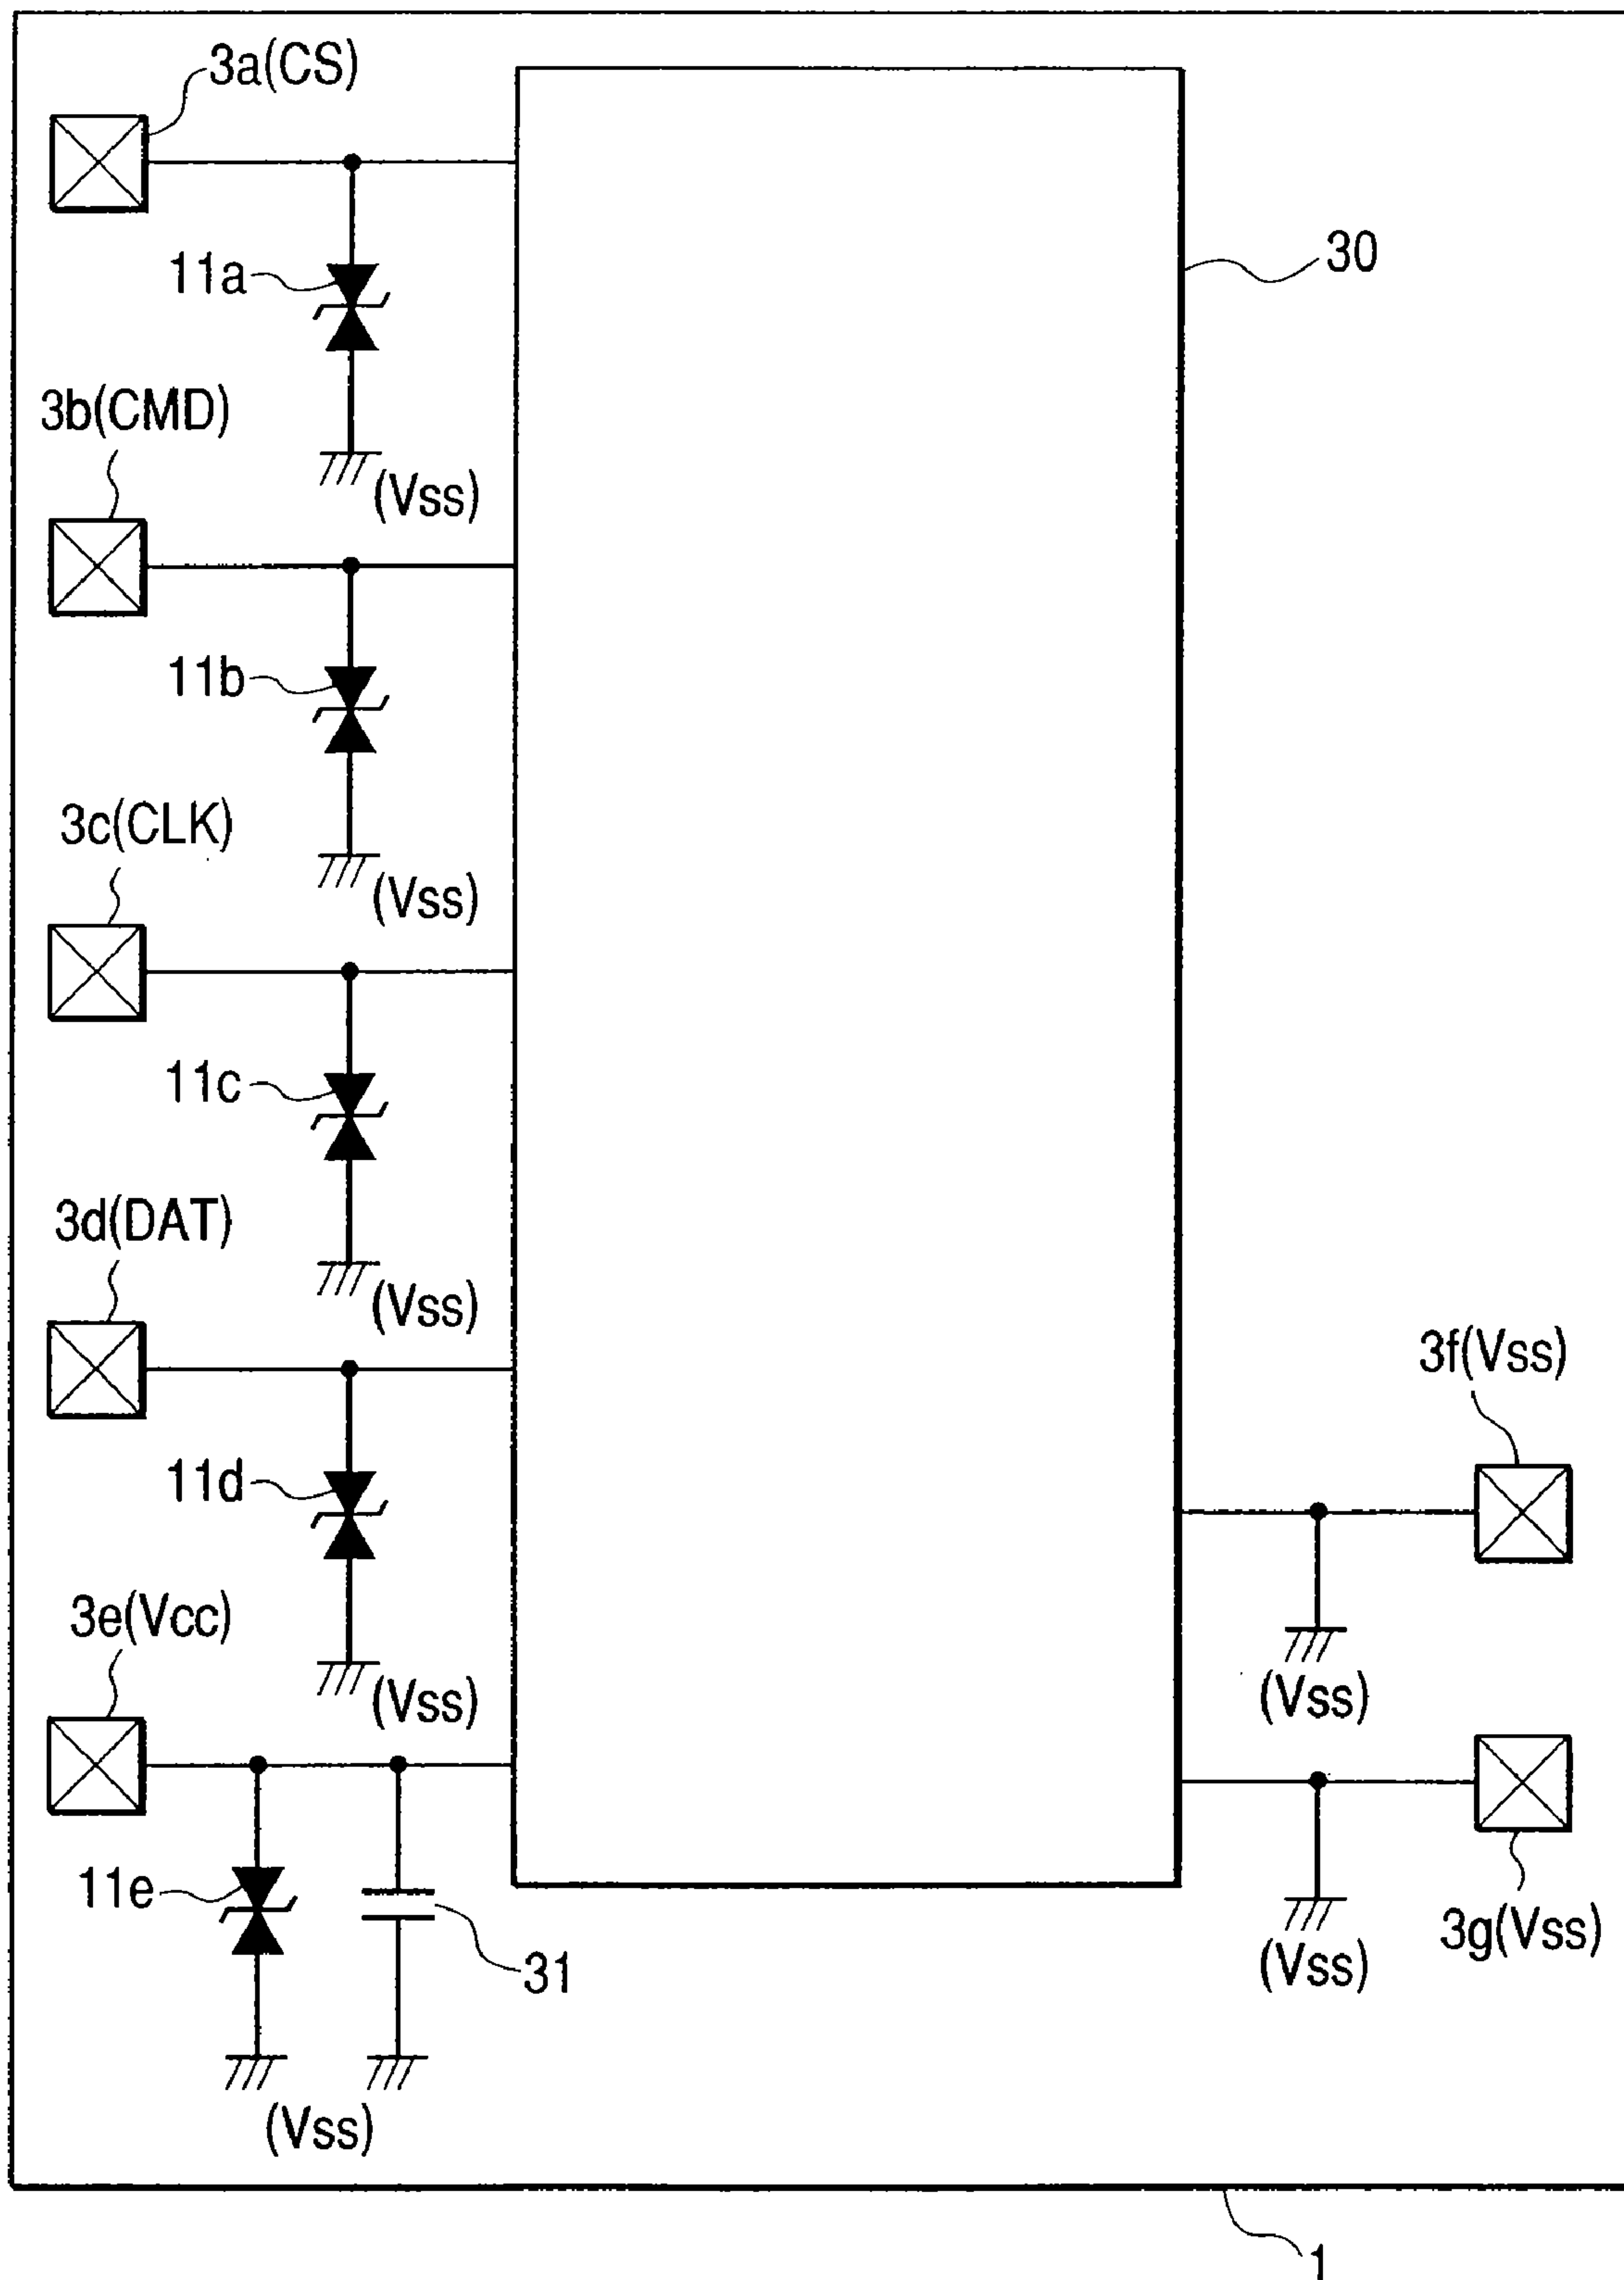 3a(CS)
11a
30
3b(CMD)
(Vss)
11b
3c(CLK)
(Vss)
11c
3d(DAT)
(Vss)
3f(Vss)
11d
3e(Vcc)
(Vss)
(Vss)
11e
31
3g(Vss)
(Vss)
(Vss)
1